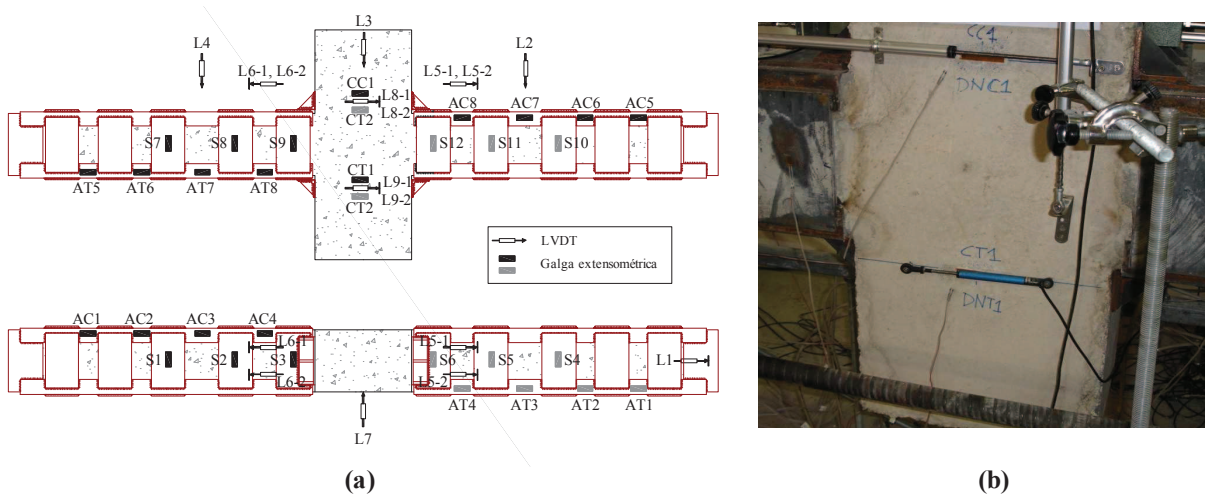 L3
L4
L2
L6-1, L6-2
L5-1, L5-2
CC1
L8-1
L8-2
CT2
AC8
AC7
AC6
AC5
S7
S8
S9
S12
S11
S10
AT5
AT6
AT7
AT8
CT1
L9-1
L9-2
CT2
LVDT
Galga extensométrica
AC1
AC2
AC3
AC4
L6-1
L5-1
S1
S2
S3
S6
S5
S4
L1
L6-2
L5-2
AT4
AT3
AT2
AT1
L7
(a)
CC1
DNC1
CT1
DNT1
(b)